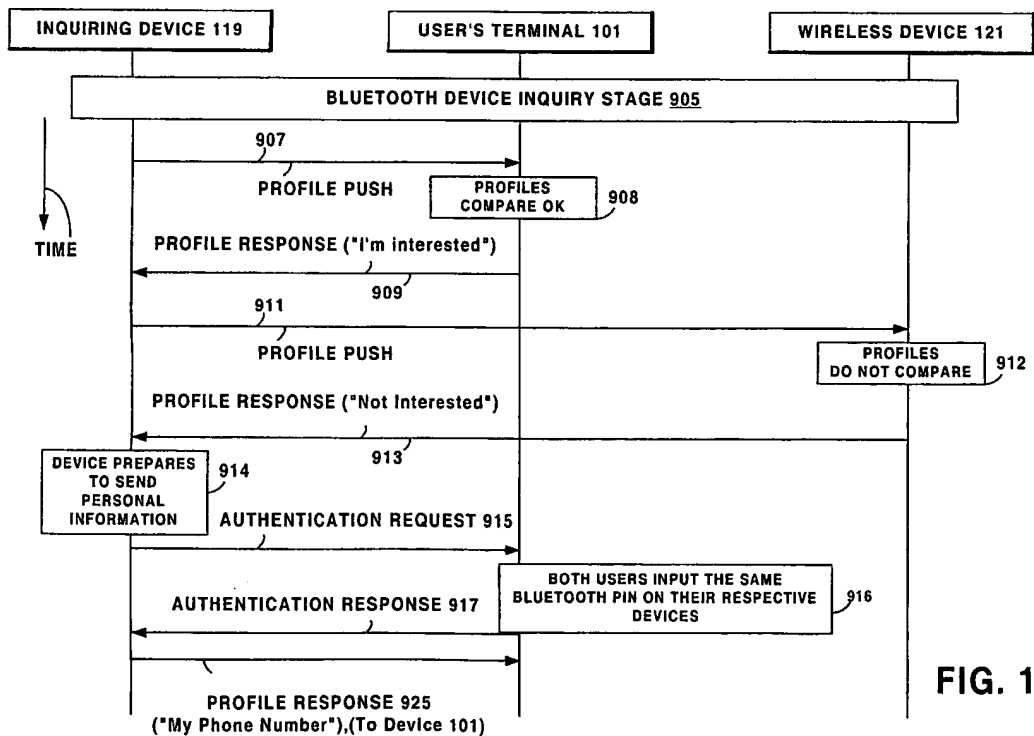 INQUIRING DEVICE 119
USER'S TERMINAL 101
WIRELESS DEVICE 121
BLUETOOTH DEVICE INQUIRY STAGE 905
907
PROFILE PUSH
PROFILES
COMPARE OK
908
TIME
PROFILE RESPONSE ("I'm interested")
909
911
PROFILE PUSH
PROFILES
DO NOT COMPARE
912
PROFILE RESPONSE ("Not Interested")
913
DEVICE PREPARES
TO SEND
PERSONAL
INFORMATION
914
AUTHENTICATION REQUEST 915
BOTH USERS INPUT THE SAME
BLUETOOTH PIN ON THEIR RESPECTIVE
DEVICES
916
AUTHENTICATION RESPONSE 917
PROFILE RESPONSE 925
("My Phone Number"),(To Device 101)
FIG. 1